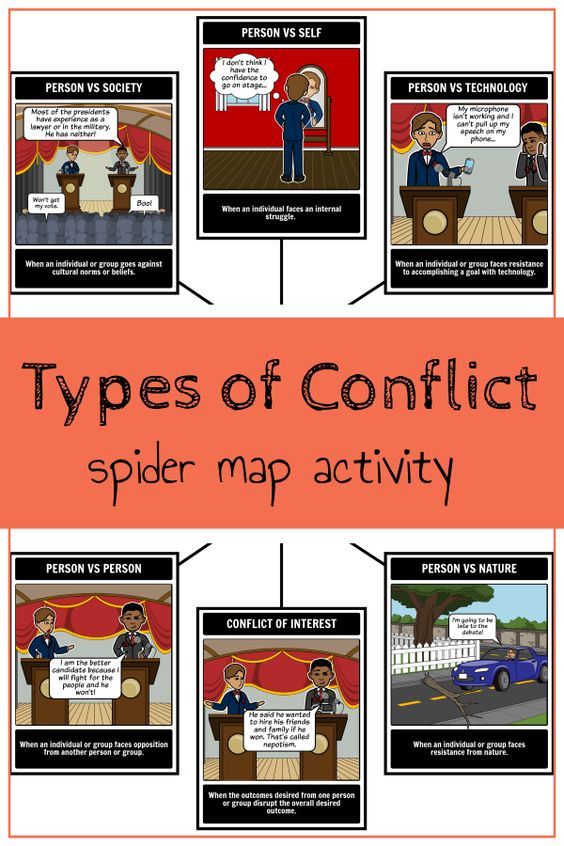 PERSON VS SELF
I don't think I
have the
confidence to
go on stage...
When an individual faces an internal
struggle.
PERSON VS SOCIETY
Most of the presidents
have experience as a
lawyer or in the military.
He has neither!
Won't get
my vote.
Boo!
When an individual or group goes against
cultural norms or beliefs.
PERSON VS TECHNOLOGY
My microphone
isn't working and I
can't pull up my
speech on my
phone...
When an individual or group faces resistance
to accomplishing a goal with technology.
Types of Conflict
spider map activity
PERSON VS PERSON
I am the better
candidate because I
will fight for the
people and he
won't!
When an individual or group faces opposition
from another person or group.
CONFLICT OF INTEREST
He said he wanted
to hire his friends
and family if he
won. That's called
nepotism.
When the outcomes desired from one person
or group disrupt the overall desired
outcome.
PERSON VS NATURE
I'm going to be
late to the
debate!
When an individual or group faces
resistance from nature.